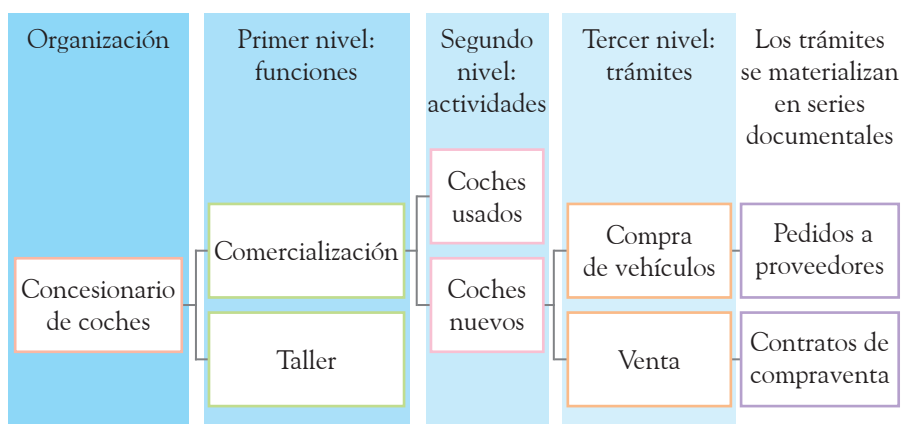 Organización
Primer nivel:
funciones
Segundo
nivel:
actividades
Tercer nivel:
trámites
Los trámites
se materializan
en series
documentales
Concesionario
de coches
Comercialización
Taller
Coches
usados
Coches
nuevos
Compra
de vehículos
Venta
Pedidos a
proveedores
Contratos de
compraventa